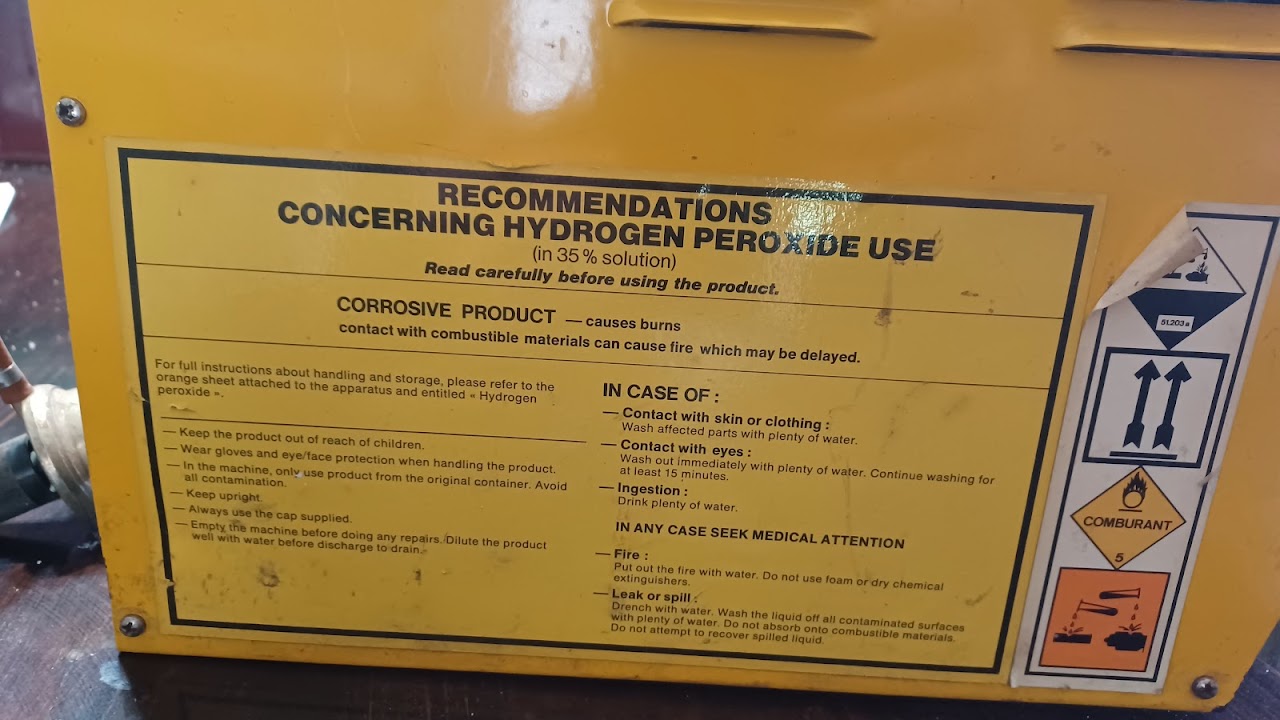 RECOMMENDATIONS
CONCERNING HYDROGEN PEROXIDE USE
(in 35 % solution)
Read carefully before using the product.
CORROSIVE PRODUCT — causes burns
contact with combustible materials can cause fire which may be delayed.
For full instructions about handling and storage, please refer to the
orange sheet attached to the apparatus and entitled « Hydrogen
peroxide ».
— Keep the product out of reach of children.
— Wear gloves and eye/face protection when handling the product.
— In the machine, only use product from the original container. Avoid
all contamination.
— Keep upright.
— Always use the cap supplied.
— Empty the machine before doing any repairs. Dilute the product
well with water before discharge to drain.
IN CASE OF :
— Contact with skin or clothing :
Wash affected parts with plenty of water.
— Contact with eyes :
Wash out immediately with plenty of water. Continue washing for
at least 15 minutes.
— Ingestion :
Drink plenty of water.
IN ANY CASE SEEK MEDICAL ATTENTION
— Fire :
Put out the fire with water. Do not use foam or dry chemical
extinguishers.
— Leak or spill :
Drench with water. Wash the liquid off all contaminated surfaces
with plenty of water. Do not absorb onto combustible materials.
Do not attempt to recover spilled liquid.
51.203 a
COMBURANT
5